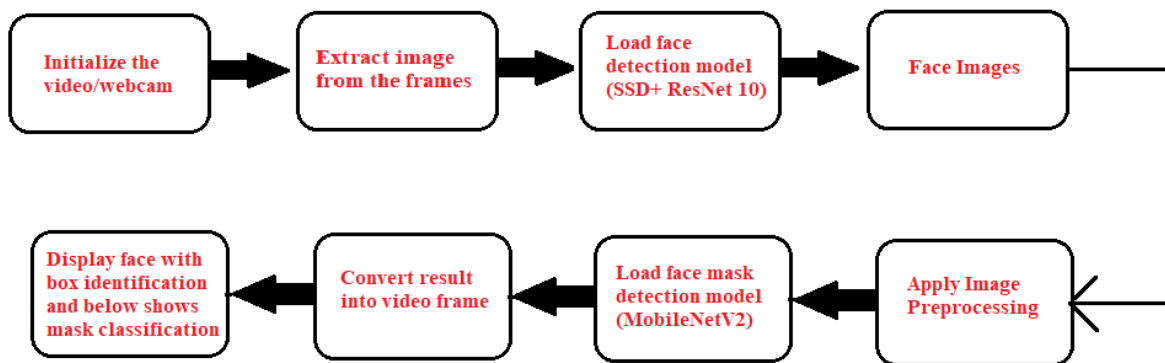 Initialize the
video/webcam
Extract image
from the frames
Load face
detection model
(SSD+ ResNet 10)
Face Images
Apply Image
Preprocessing
Load face mask
detection model
(MobileNetV2)
Convert result
into video frame
Display face with
box identification
and below shows
mask classification